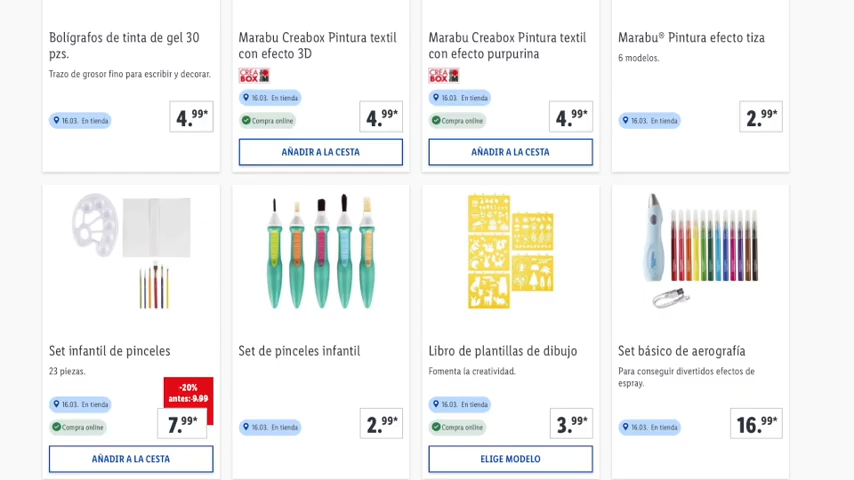 Bolígrafos de tinta de gel 30
pzs.
Trazo de grosor fino para escribir y decorar.
16.03. En tienda
4.99*
Marabu Creabox Pintura textil
con efecto 3D
CREA
BOX
16.03. En tienda
Compra online
4.99*
AÑADIR A LA CESTA
Marabu Creabox Pintura textil
con efecto purpurina
CREA
BOX
16.03. En tienda
Compra online
4.99*
AÑADIR A LA CESTA
Marabu® Pintura efecto tiza
6 modelos.
16.03. En tienda
2.99*
Set infantil de pinceles
23 piezas.
-20%
antes: 9.99
16.03. En tienda
Compra online
7.99*
AÑADIR A LA CESTA
Set de pinceles infantil
16.03. En tienda
2.99*
Libro de plantillas de dibujo
Fomenta la creatividad.
16.03. En tienda
Compra online
3.99*
ELIGE MODELO
Set básico de aerografía
Para conseguir divertidos efectos de
espray.
16.03. En tienda
16.99*